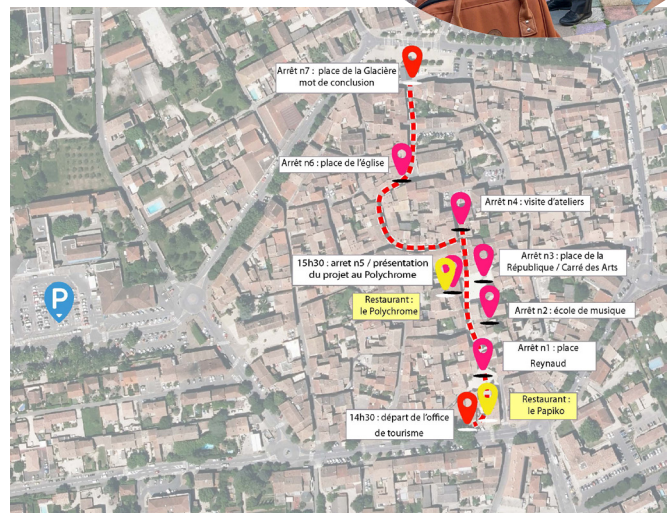 Arrêt n7 : place de la Glacière
mot de conclusion
Arrêt n6 : place de l'église
Arrêt n4 : visite d'ateliers
15h30 : arret n5 / présentation
du projet au Polychrome
Arrêt n3 : place de la
République / Carré des Arts
Restaurant :
le Polychrome
Arrêt n2 : école de musique
P
Arrêt n1 : place
Reynaud
Restaurant :
le Papiko
14h30 : départ de l'office
de tourisme